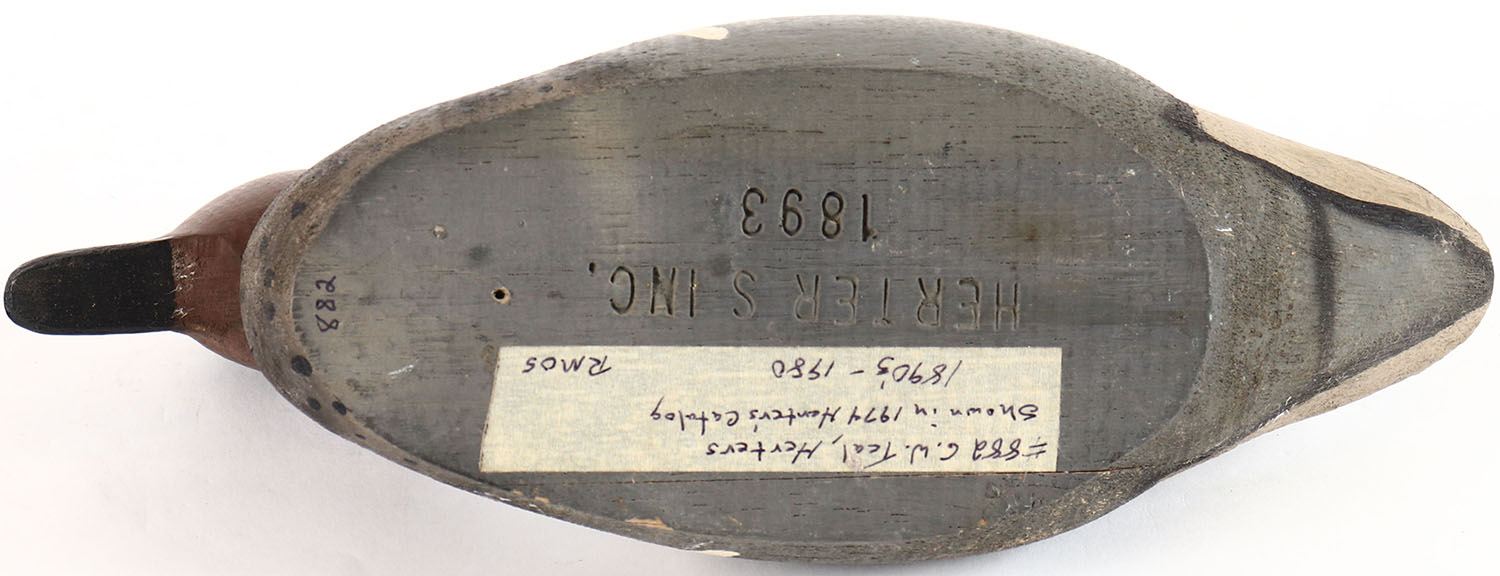 #882 G.W. Teal, Herters
Shown in 1974 Herter's Catalog
1890's - 1980 RMOS
HERTER S INC.
1893
882